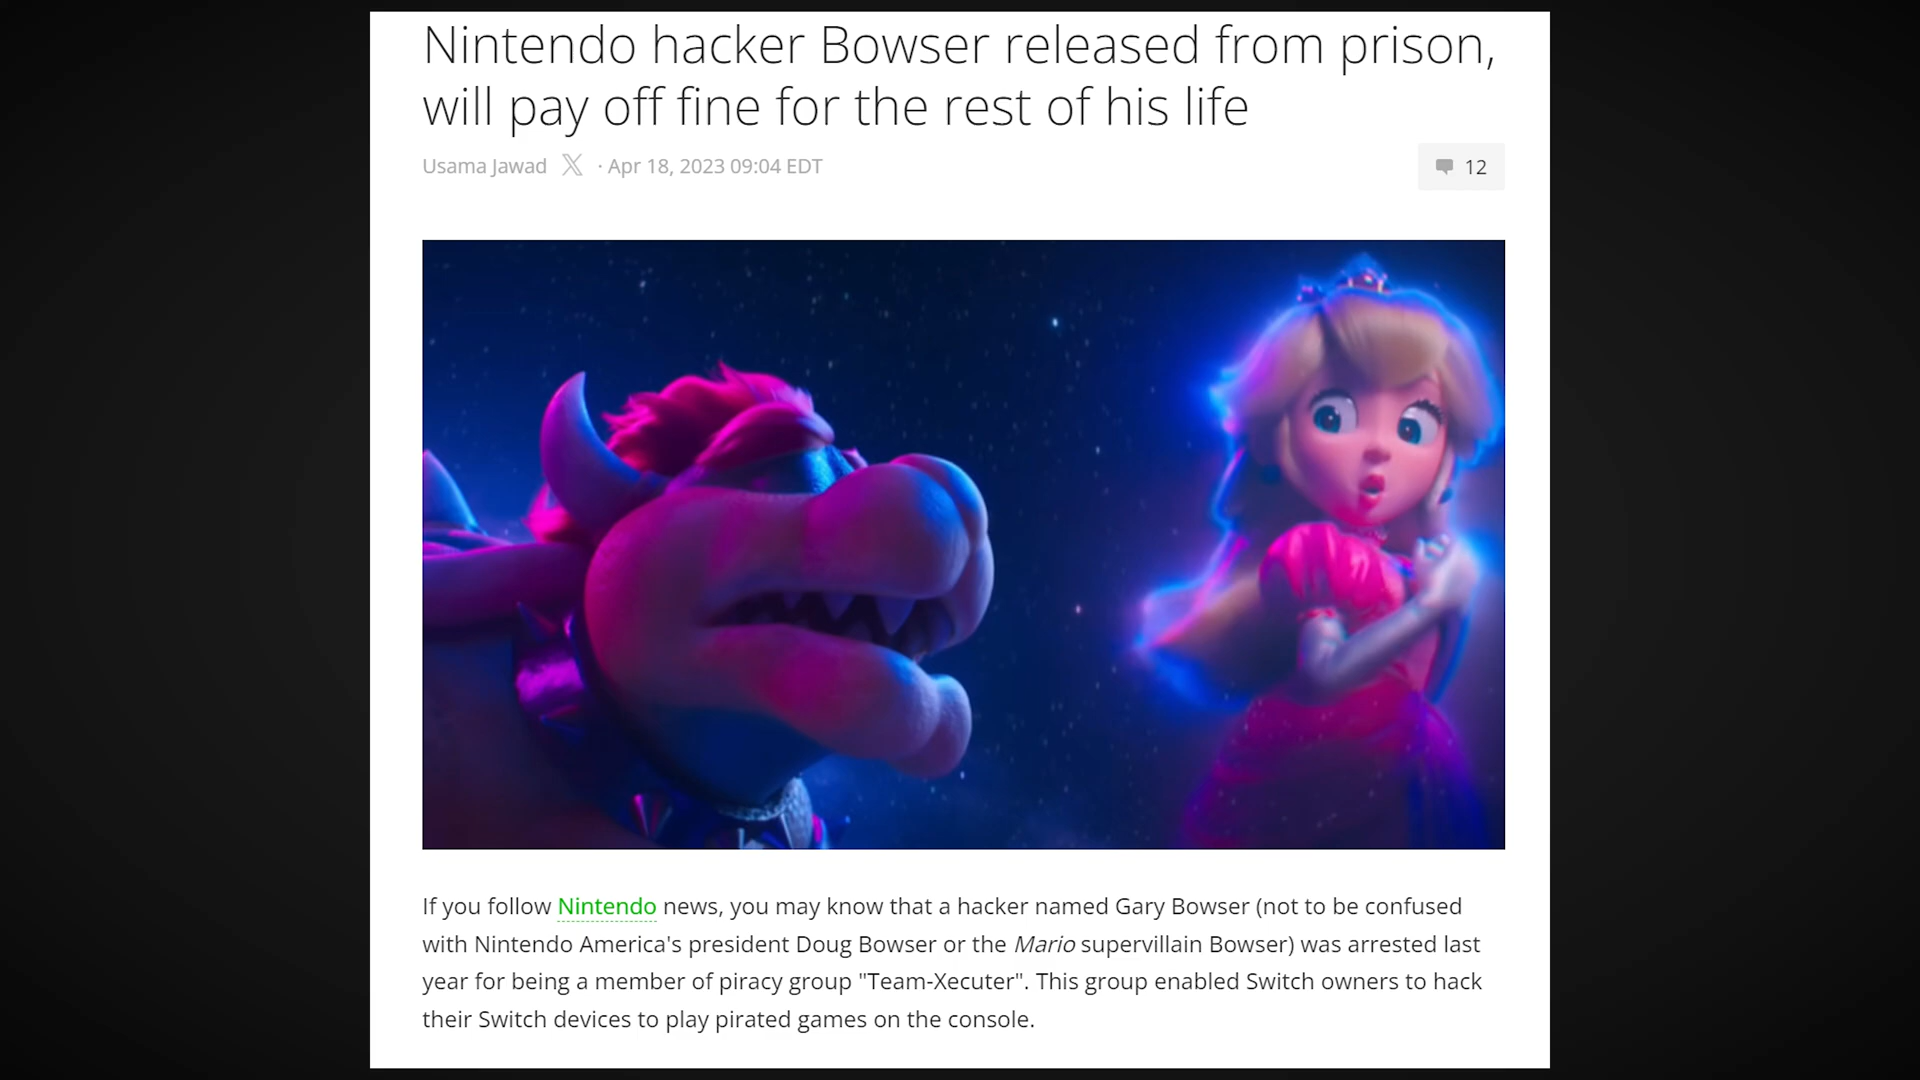 Nintendo hacker Bowser released from prison,
will pay off fine for the rest of his life
Usama Jawad X · Apr 18, 2023 09:04 EDT
12
If you follow Nintendo news, you may know that a hacker named Gary Bowser (not to be confused
with Nintendo America's president Doug Bowser or the Mario supervillain Bowser) was arrested last
year for being a member of piracy group "Team-Xecuter". This group enabled Switch owners to hack
their Switch devices to play pirated games on the console.